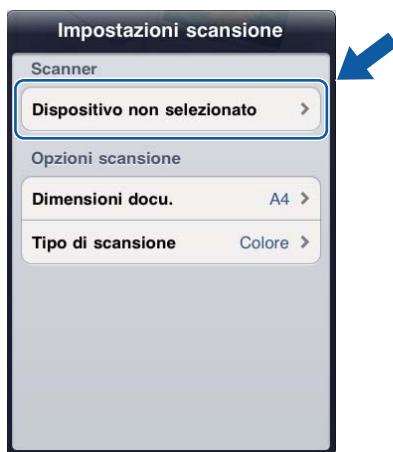 Impostazioni scansione
Scanner
Dispositivo non selezionato
Opzioni scansione
Dimensioni docu. A4
Tipo di scansione Colore